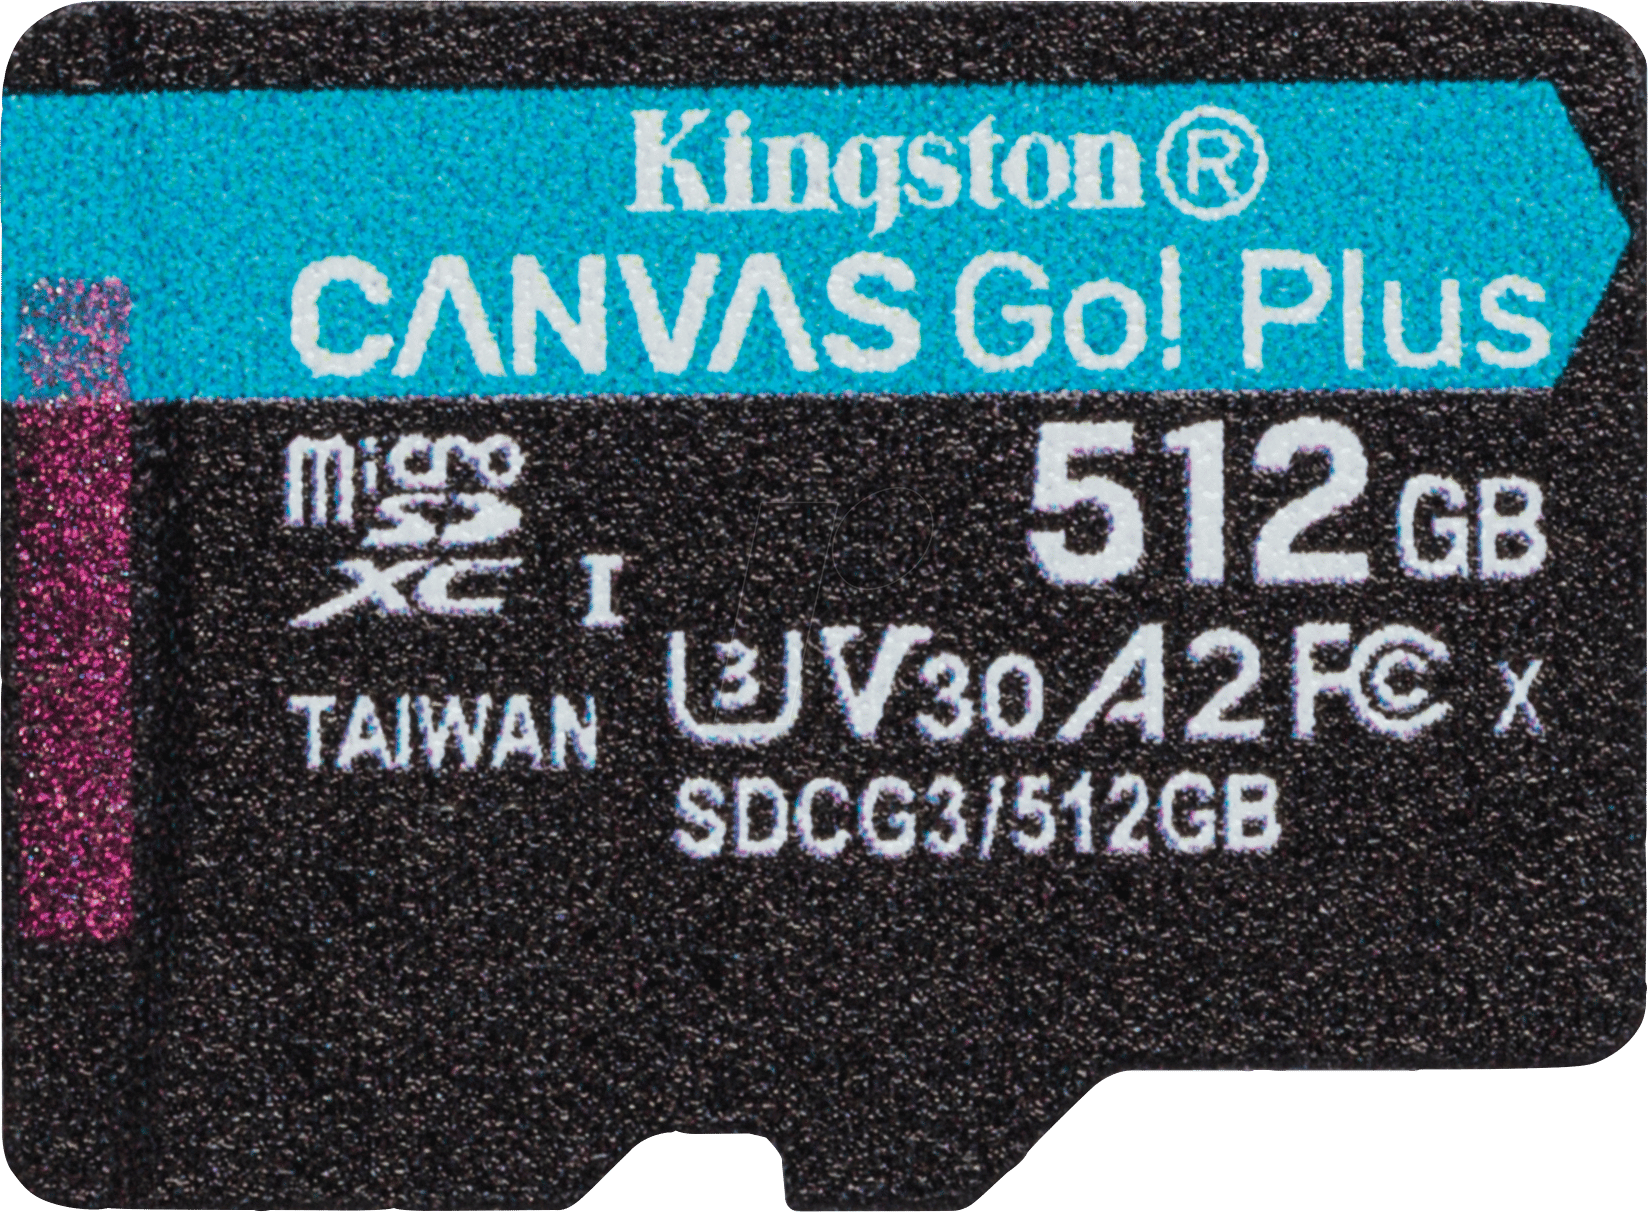 Kingston®
CANVAS Go! Plus
micro
SD
XC I
512GB
U3 V30 A2 FC X
TAIWAN
SDCG3/512GB